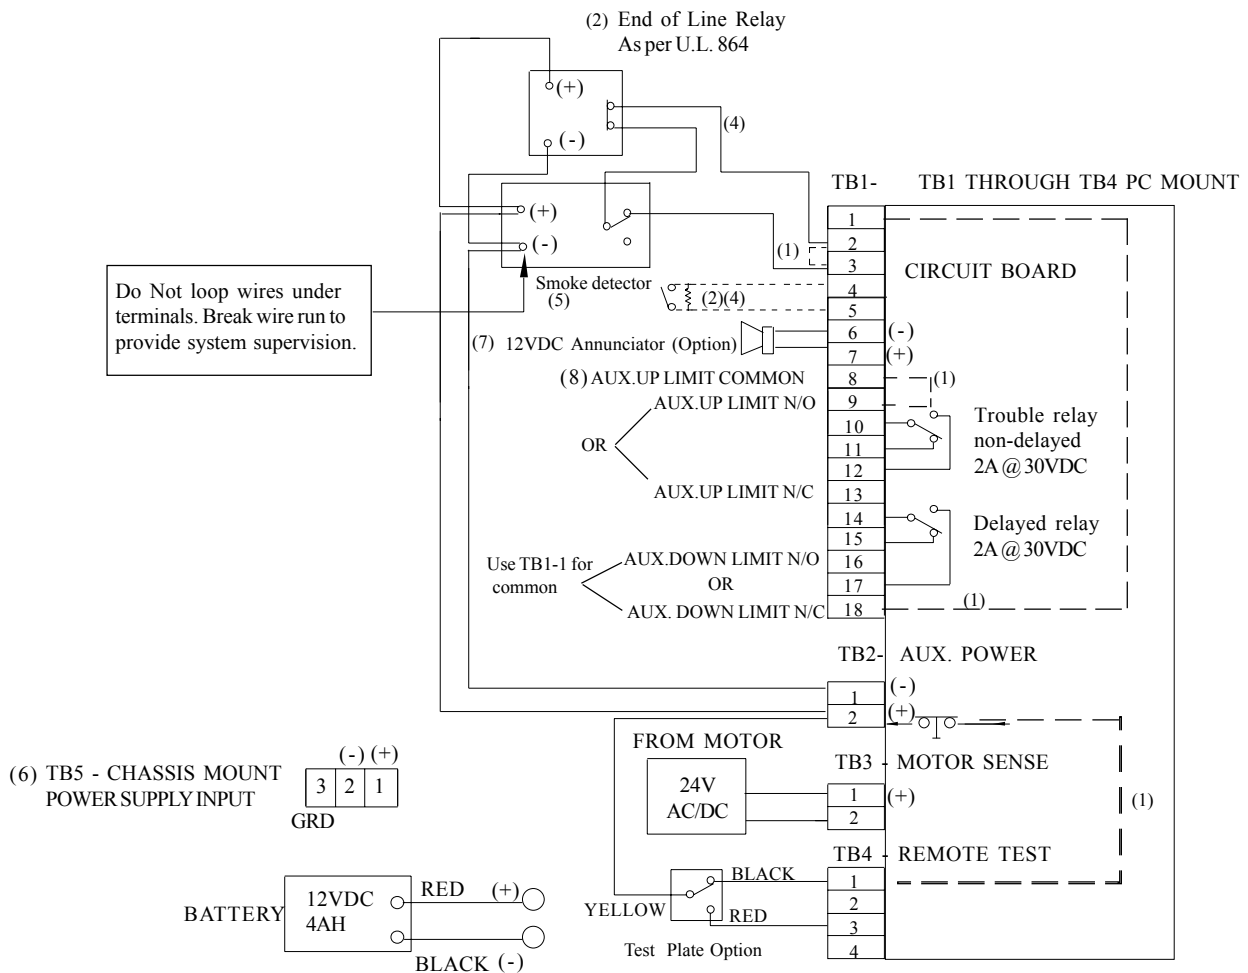 (2) End of Line Relay
As per U.L. 864
(+)
(-)
(4)
TB1- TB1 THROUGH TB4 PC MOUNT
(+)
(-)
Smoke detector
(5)
Do Not loop wires under
terminals. Break wire run to
provide system supervision.
(1)
(2)(4)
(7) 12VDC Annunciator (Option)
(8) AUX.UP LIMIT COMMON
AUX.UP LIMIT N/O
OR
AUX.UP LIMIT N/C
Use TB1-1 for
common
AUX.DOWN LIMIT N/O
OR
AUX. DOWN LIMIT N/C
1
2
3
4
5
6
7
8
9
10
11
12
13
14
15
16
17
18
CIRCUIT BOARD
(-)
(+)
(1)
Trouble relay
non-delayed
2A @ 30VDC
Delayed relay
2A @ 30VDC
(1)
TB2- AUX. POWER
1
2
(-)
(+)
FROM MOTOR
24V
AC/DC
TB3 - MOTOR SENSE
1
2
(+)
(1)
TB4 - REMOTE TEST
1
2
3
4
BLACK
YELLOW
RED
Test Plate Option
(6) TB5 - CHASSIS MOUNT
POWER SUPPLY INPUT
(-) (+)
3 2 1
GRD
BATTERY
12VDC
4AH
RED (+)
BLACK (-)